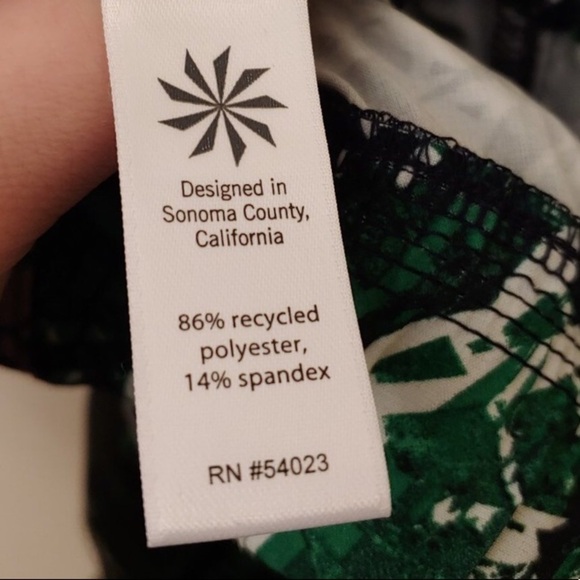 Designed in
Sonoma County,
California
86% recycled
polyester,
14% spandex
RN #54023